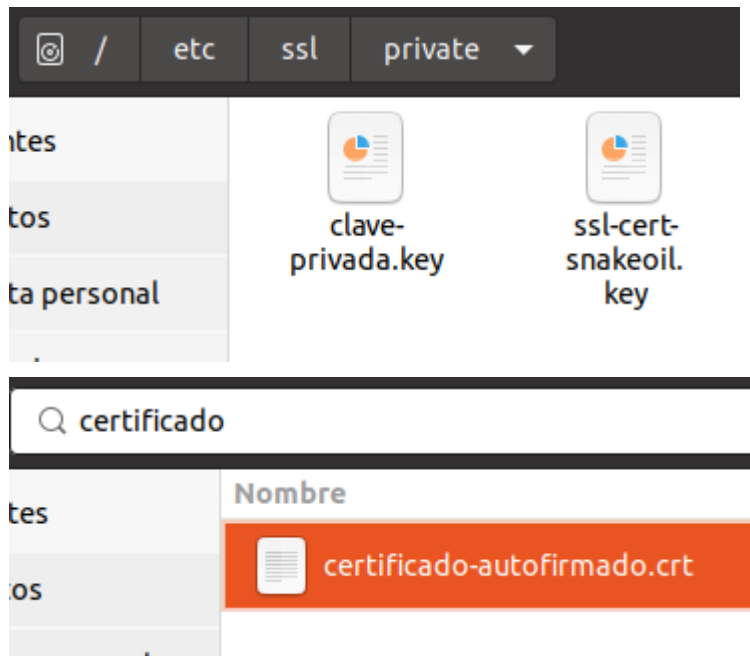 / etc ssl private
ntes
tos
ta personal
clave-
privada.key
ssl-cert-
snakeoil.
key
certificado
Nombre
tes
os
certificado-autofirmado.crt